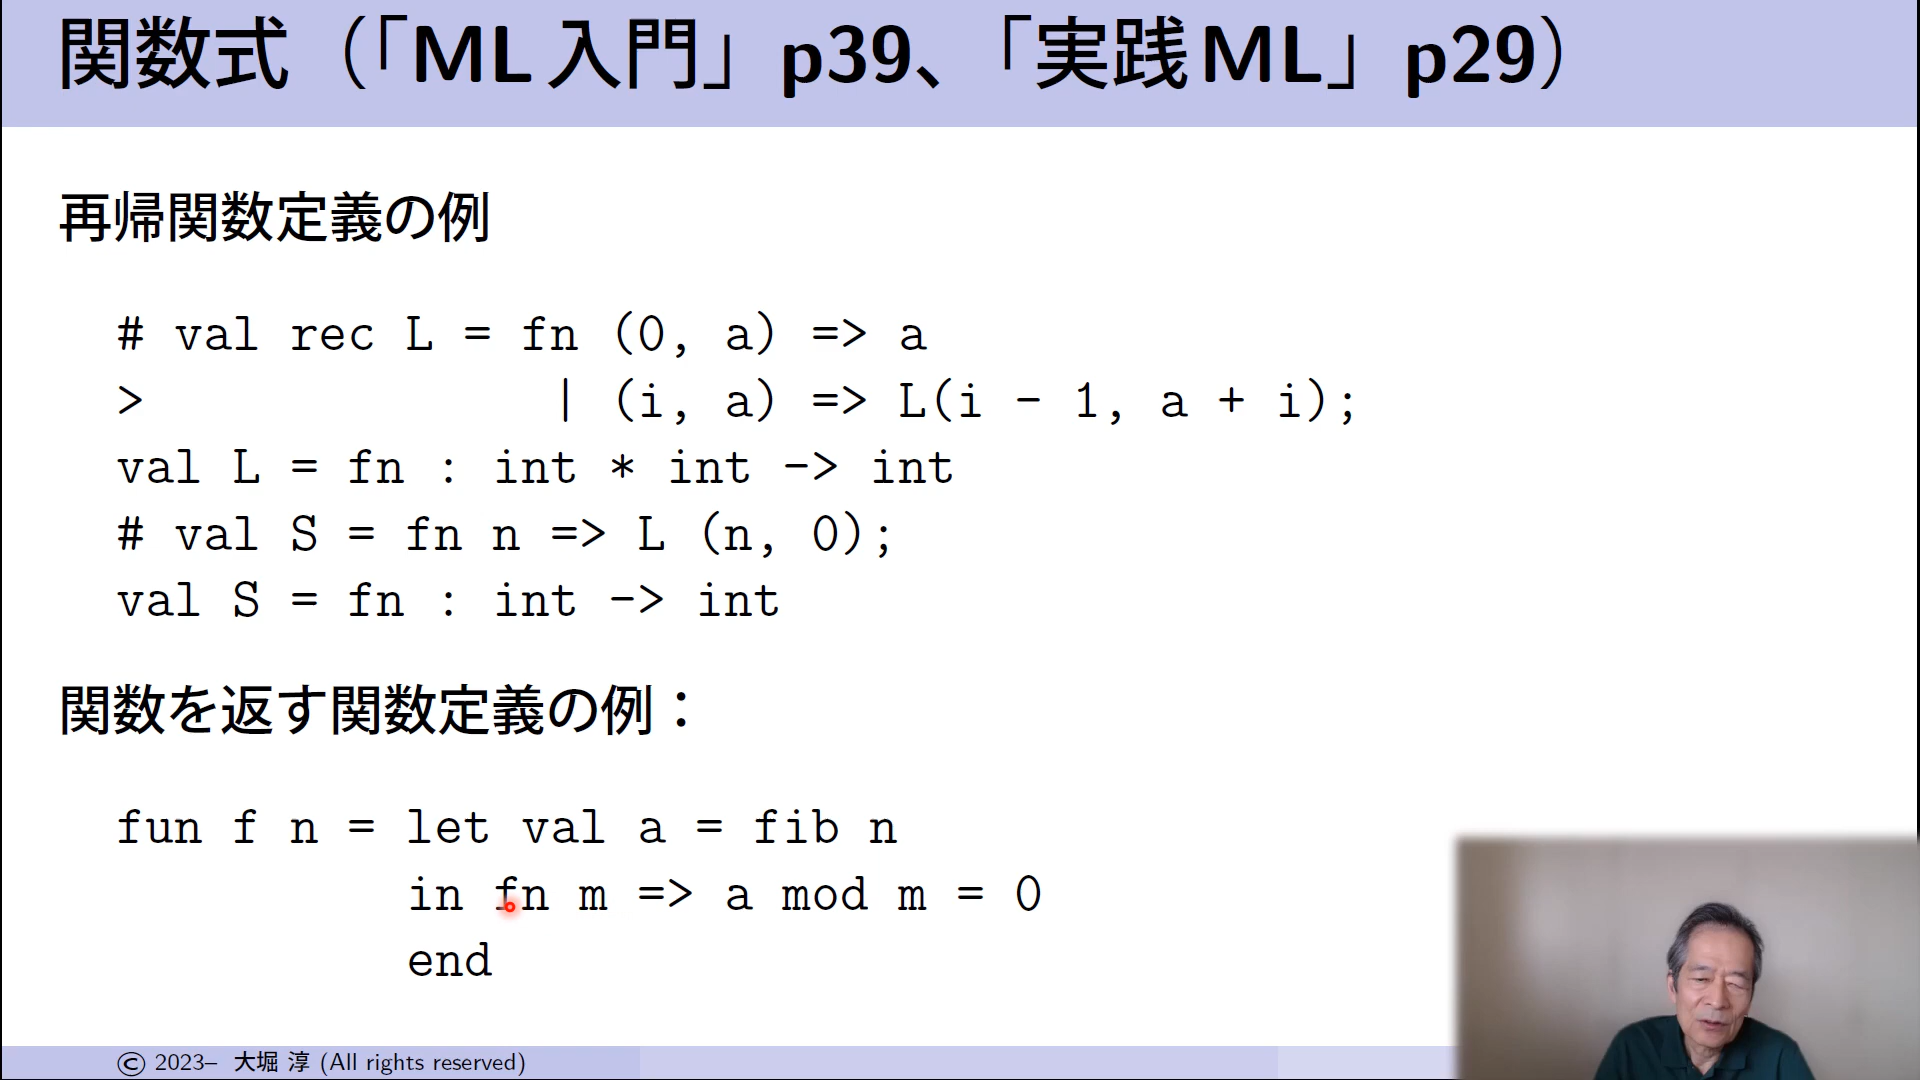 関数式（「ML入門」p39、「実践ML」p29）
再帰関数定義の例
# val rec L = fn (0, a) => a
> | (i, a) => L(i - 1, a + i);
val L = fn : int * int -> int
# val S = fn n => L (n, 0);
val S = fn : int -> int
関数を返す関数定義の例：
fun f n = let val a = fib n
in fn m => a mod m = 0
end
© 2023– 大堀 淳 (All rights reserved)